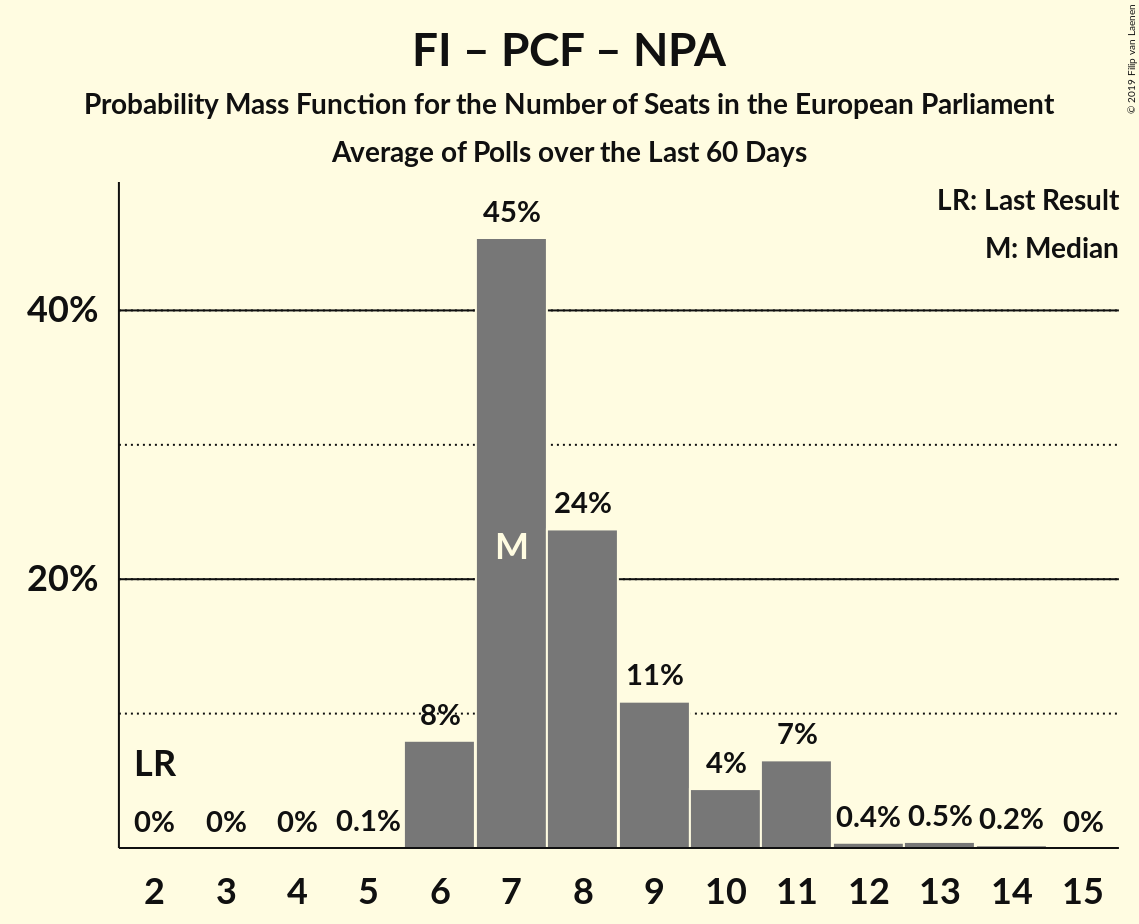 FI – PCF – NPA
Probability Mass Function for the Number of Seats in the European Parliament
Average of Polls over the Last 60 Days
© 2019 Filip van Laenen
LR: Last Result
M: Median
45%
40%
24%
M
20%
11%
8%
7%
4%
LR
0% 0% 0% 0.1% 0.4% 0.5% 0.2% 0%
2 3 4 5 6 7 8 9 10 11 12 13 14 15